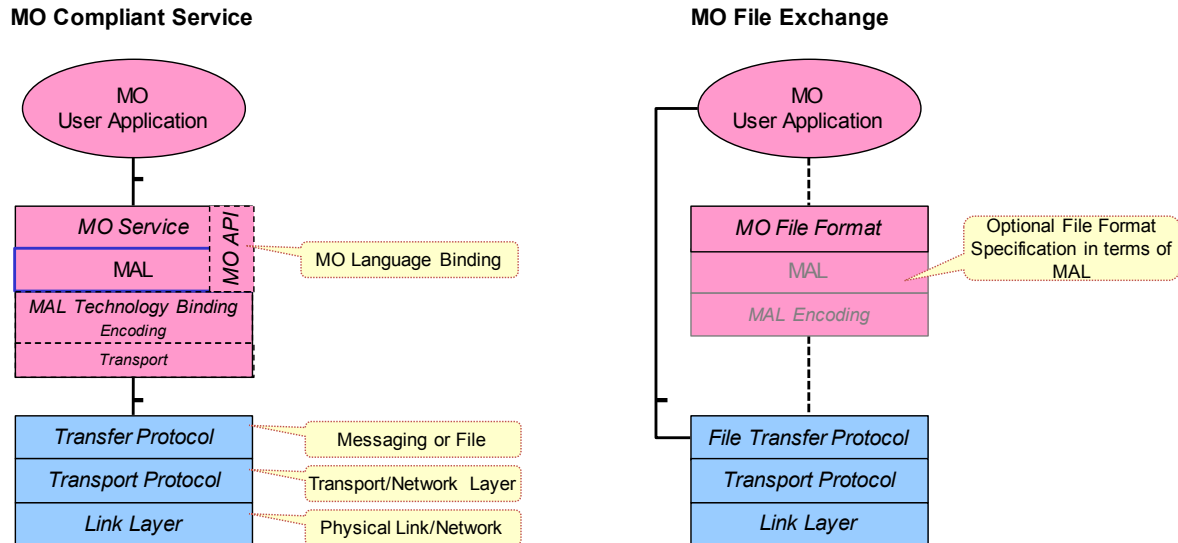 MO Compliant Service
MO
User Application
MO Service
MO API
MAL
MO Language Binding
MAL Technology Binding
Encoding
Transport
Transfer Protocol
Messaging or File
Transport Protocol
Transport/Network Layer
Link Layer
Physical Link/Network
MO File Exchange
MO
User Application
MO File Format
MAL
MAL Encoding
Optional File Format
Specification in terms of
MAL
File Transfer Protocol
Transport Protocol
Link Layer